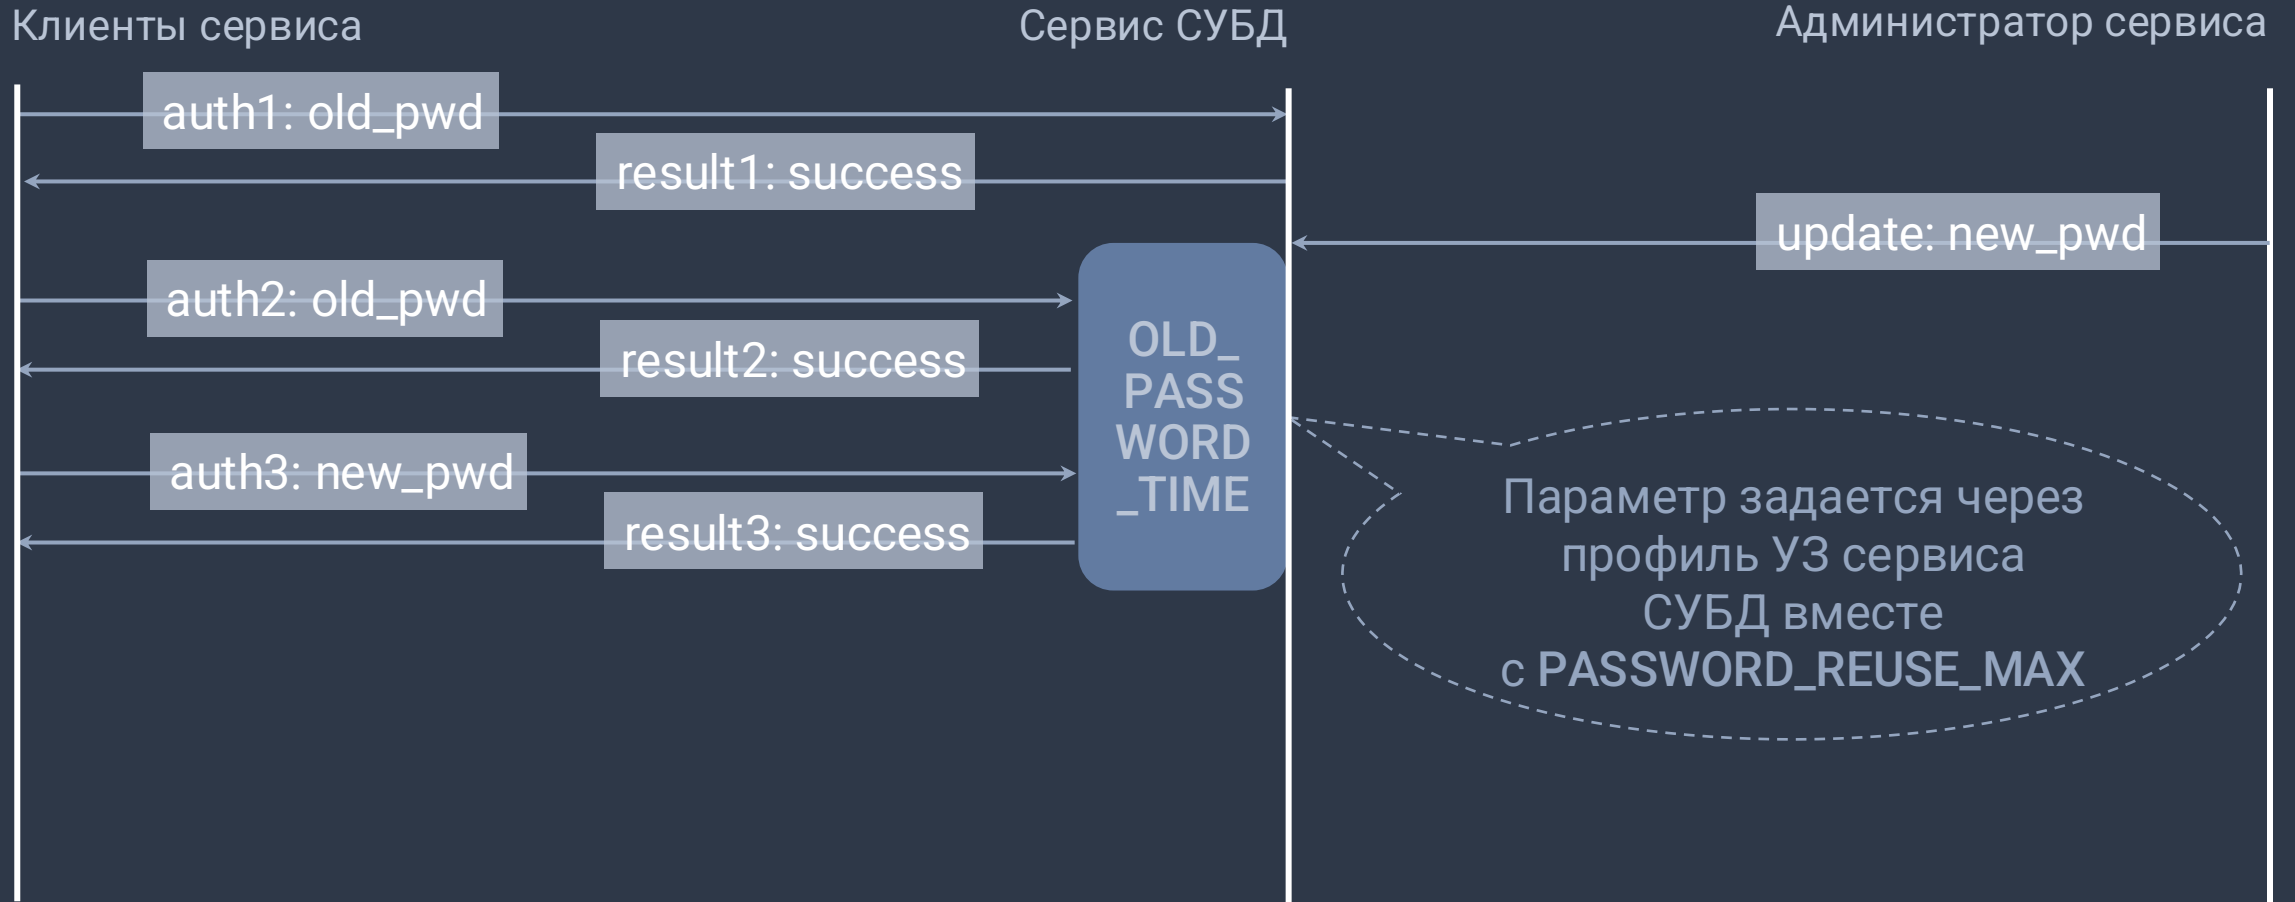 Клиенты сервиса
Сервис СУБД
Администратор сервиса
auth1: old_pwd
result1: success
update: new_pwd
auth2: old_pwd
result2: success
auth3: new_pwd
result3: success
OLD_
PASS
WORD
_TIME
Параметр задается через
профиль УЗ сервиса
СУБД вместе
с PASSWORD_REUSE_MAX